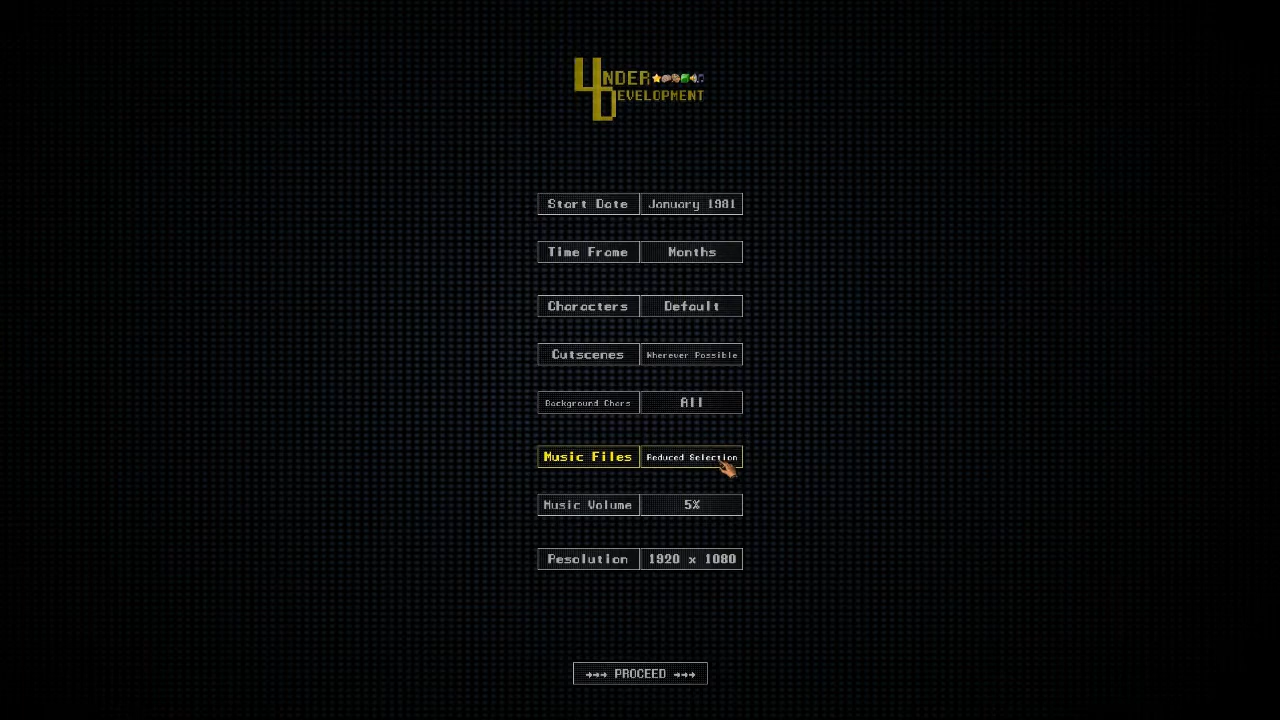 UNDER
DEVELOPMENT
Start Date January 1981
Time Frame Months
Characters Default
Cutscenes Wherever Possible
Background Chars All
Music Files Reduced Selection
Music Volume 5%
Resolution 1920 x 1080
→→→ PROCEED →→→